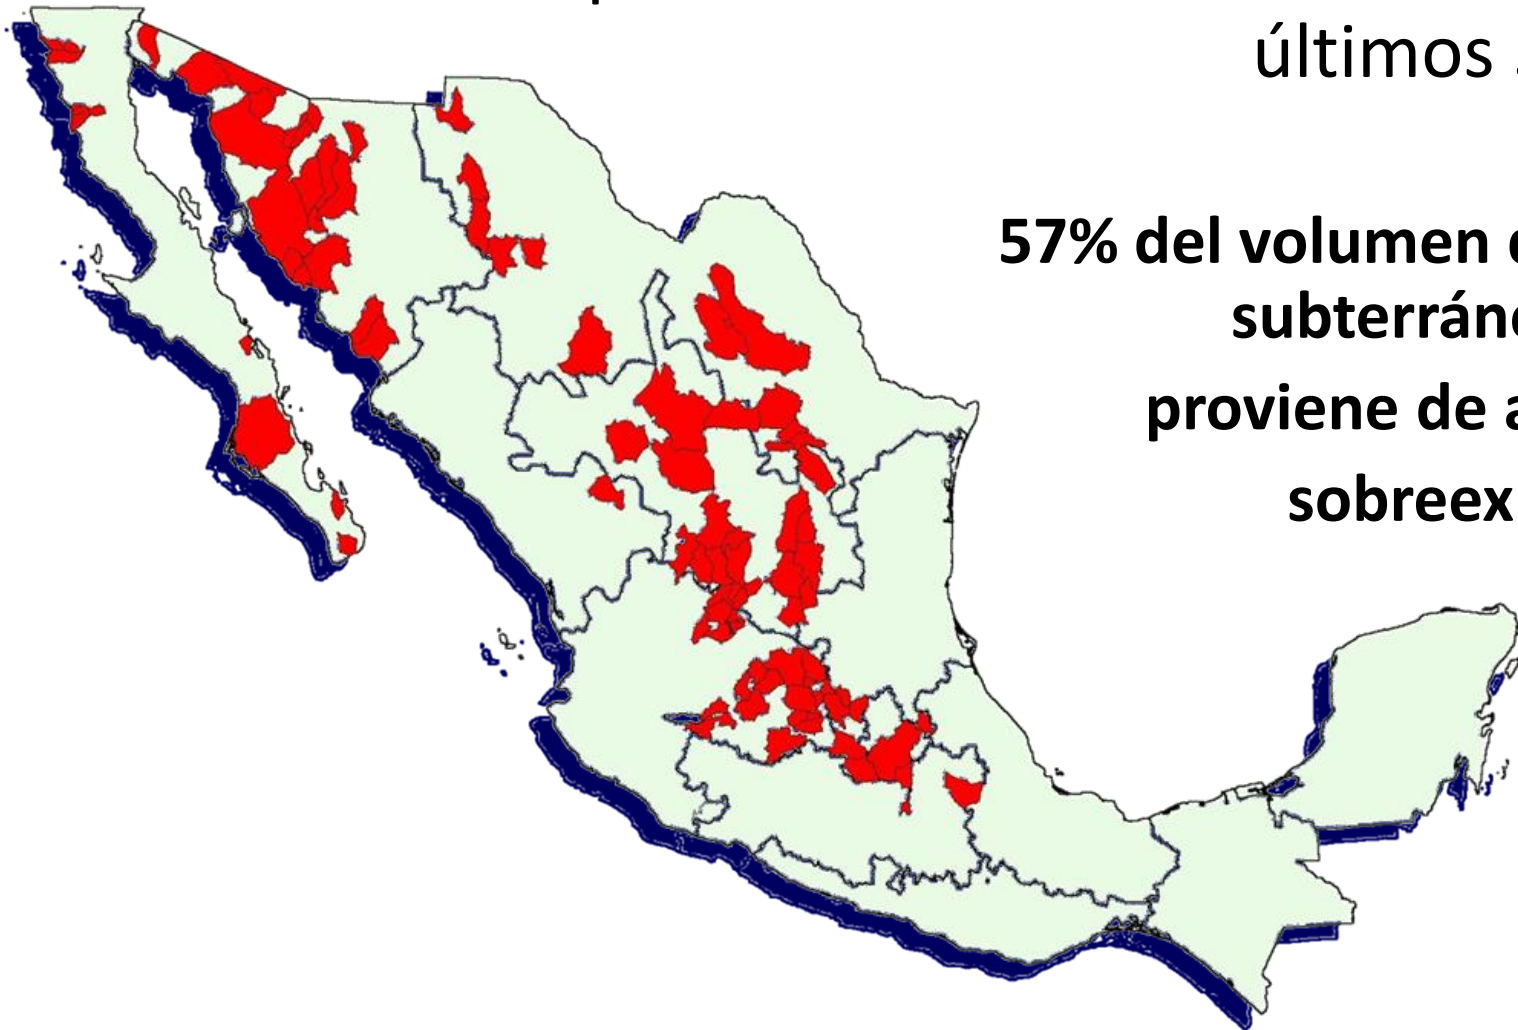 últimos
57% del volumen
subterráne
proviene de a
sobreex